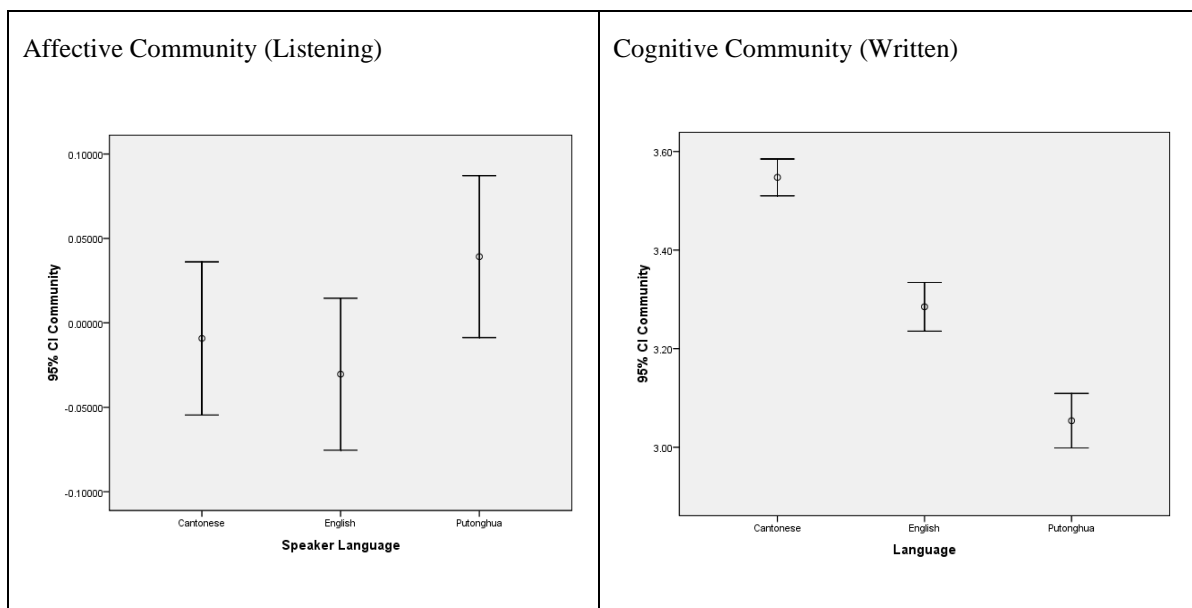 Affective Community (Listening)
95% CI Community
0.10000
0.05000
0.00000
-0.05000
-0.10000
Cantonese English Putonghua
Speaker Language
Cognitive Community (Written)
95% CI Community
3.60
3.40
3.20
3.00
Cantonese English Putonghua
Language